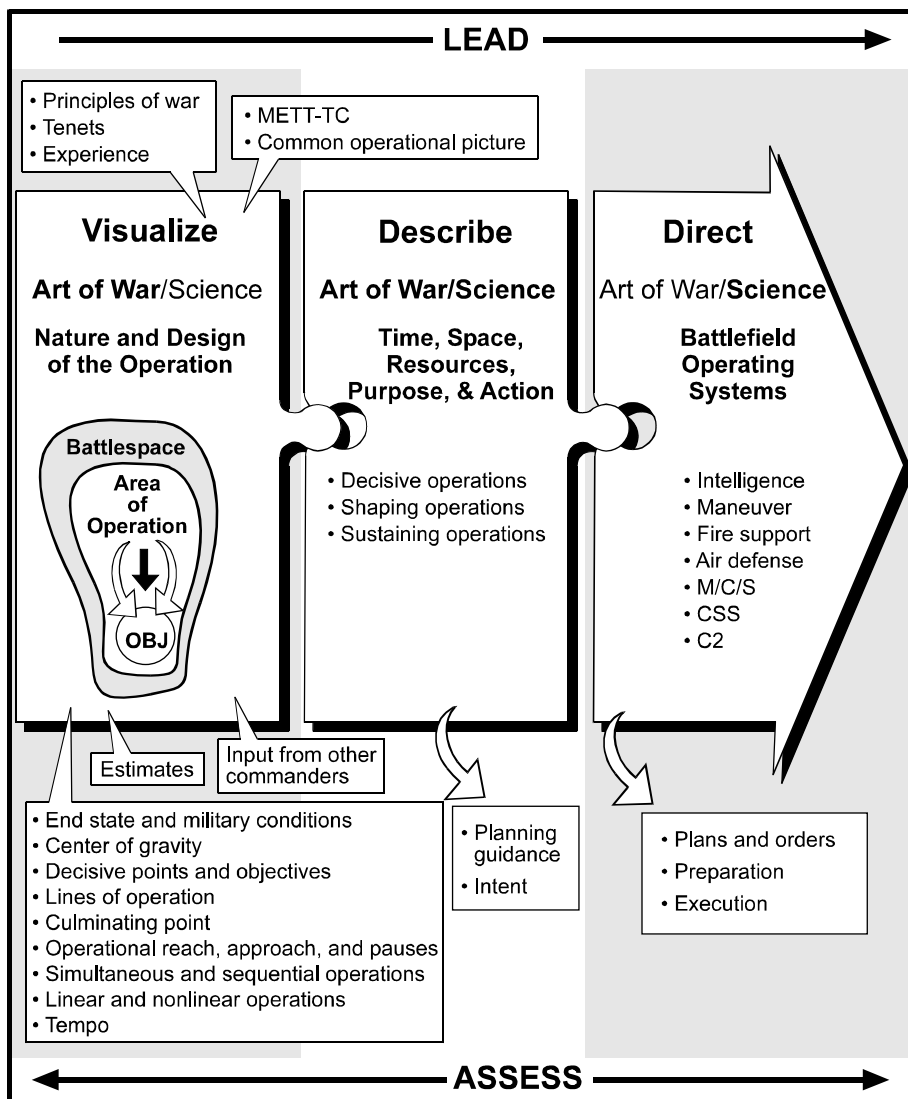 LEAD
• Principles of war
• Tenets
• Experience
• METT-TC
• Common operational picture
Visualize
Art of War/Science
Nature and Design
of the Operation
Battlespace
Area
of
Operation
OBJ
Describe
Art of War/Science
Time, Space,
Resources,
Purpose, & Action
• Decisive operations
• Shaping operations
• Sustaining operations
Direct
Art of War/Science
Battlefield
Operating
Systems
• Intelligence
• Maneuver
• Fire support
• Air defense
• M/C/S
• CSS
• C2
Estimates
Input from other
commanders
• End state and military conditions
• Center of gravity
• Decisive points and objectives
• Lines of operation
• Culminating point
• Operational reach, approach, and pauses
• Simultaneous and sequential operations
• Linear and nonlinear operations
• Tempo
• Planning
guidance
• Intent
• Plans and orders
• Preparation
• Execution
ASSESS